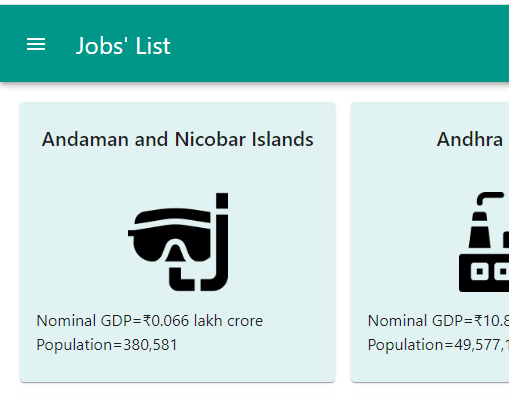 Jobs' List
Andaman and Nicobar Islands
Nominal GDP=₹0.066 lakh crore
Population=380,581
Andhra
Nominal GDP=₹10.8
Population=49,577,1